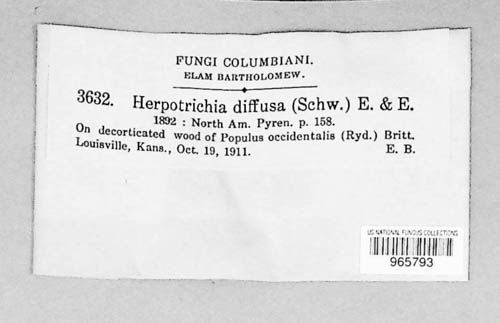 FUNGI COLUMBIANI.
ELAM BARTHOLOMEW.
3632. Herpotrichia diffusa (Schw.) E. & E.
1892 : North Am. Pyren. p. 158.
On decorticated wood of Populus occidentalis (Ryd.) Britt.
Louisville, Kans., Oct. 19, 1911. E. B.
US NATIONAL FUNGUS COLLECTIONS
965793